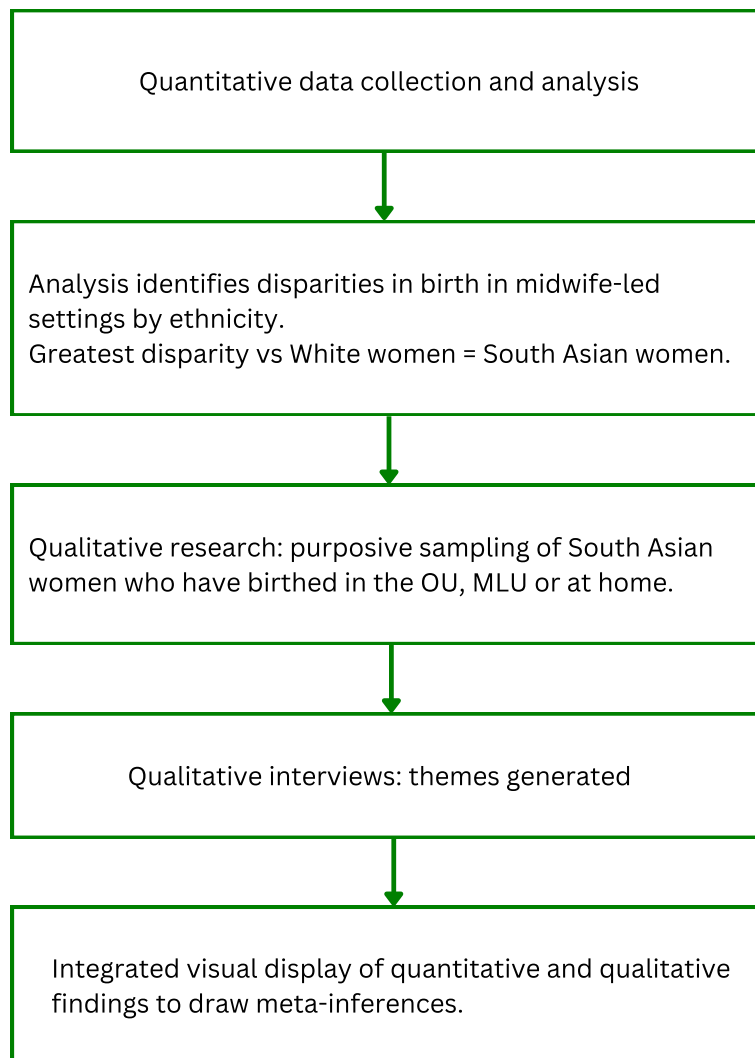 Quantitative data collection and analysis
Analysis identifies disparities in birth in midwife-led
settings by ethnicity.
Greatest disparity vs White women = South Asian women.
Qualitative research: purposive sampling of South Asian
women who have birthed in the OU, MLU or at home.
Qualitative interviews: themes generated
Integrated visual display of quantitative and qualitative
findings to draw meta-inferences.